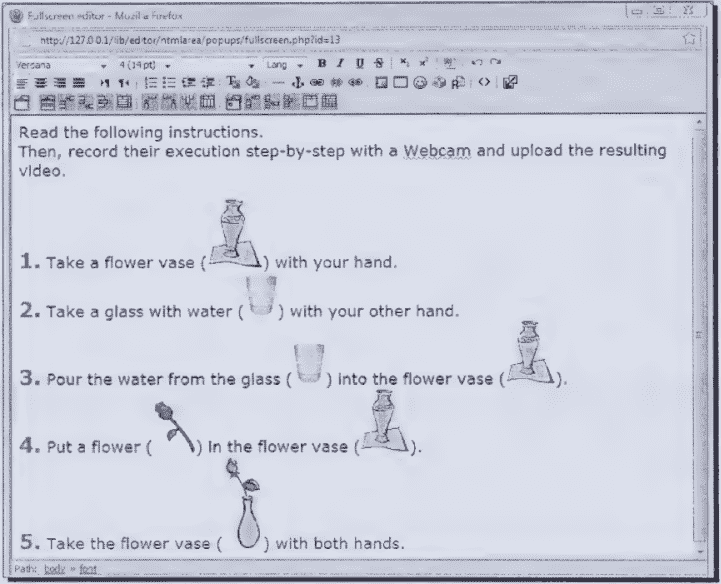 Fullscreen editor - Mozilla Firefox
http://127.0.0.1/lib/editor/htmlarea/popups/fullscreen.php?id=13
Verdana 4 (14 pt) Lang B I U S
Read the following instructions.
Then, record their execution step-by-step with a Webcam and upload the resulting
video.
1. Take a flower vase ( ) with your hand.
2. Take a glass with water ( ) with your other hand.
3. Pour the water from the glass ( ) into the flower vase ( ).
4. Put a flower ( ) in the flower vase ( ).
5. Take the flower vase ( ) with both hands.
Path: body » font